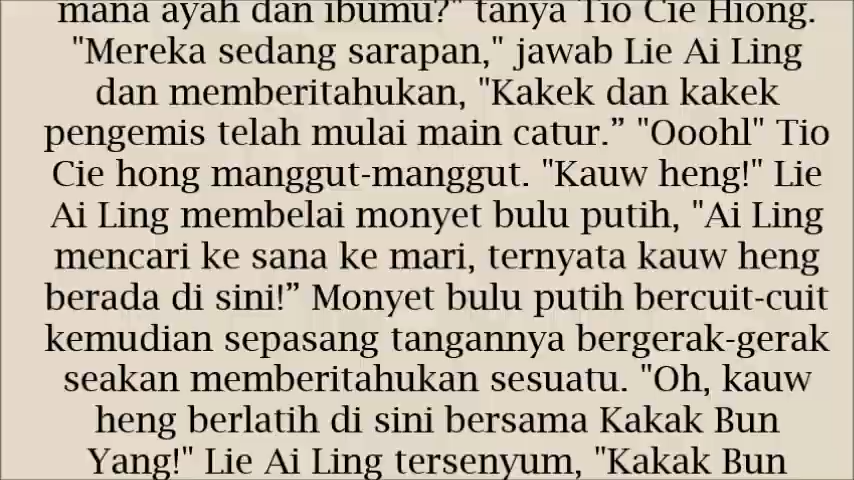 mana ayah dan ibumu?" tanya Tio Cie Hiong.
"Mereka sedang sarapan," jawab Lie Ai Ling
dan memberitahukan, "Kakek dan kakek
pengemis telah mulai main catur.” "Ooohl" Tio
Cie hong manggut-manggut. "Kauw heng!" Lie
Ai Ling membelai monyet bulu putih, "Ai Ling
mencari ke sana ke mari, ternyata kauw heng
berada di sini!” Monyet bulu putih bercuit-cuit
kemudian sepasang tangannya bergerak-gerak
seakan memberitahukan sesuatu. "Oh, kauw
heng berlatih di sini bersama Kakak Bun
Yang!" Lie Ai Ling tersenyum, "Kakak Bun